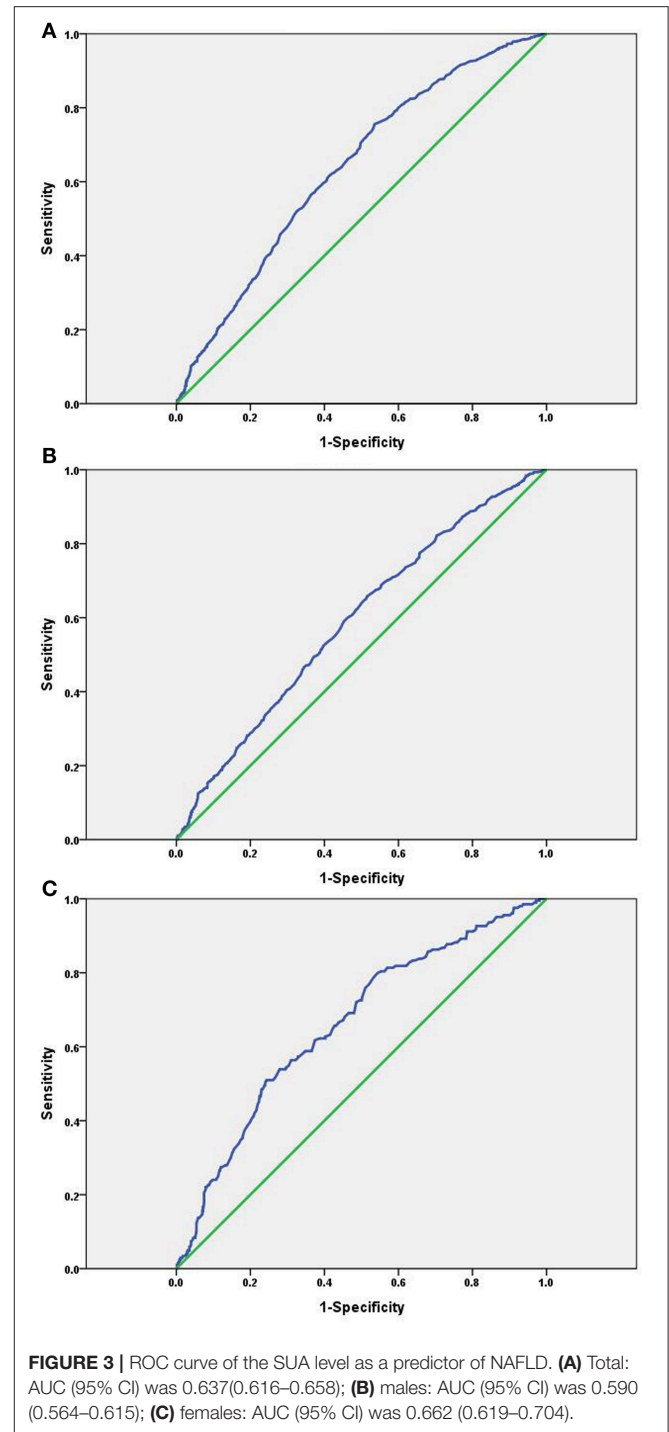 A
1.0
0.8
0.6
0.4
0.2
0.0
Sensitivity
0.0 0.2 0.4 0.6 0.8 1.0
1-Specificity
B
1.0
0.8
0.6
0.4
0.2
0.0
Sensitivity
0.0 0.2 0.4 0.6 0.8 1.0
1-Specificity
C
1.0
0.8
0.6
0.4
0.2
0.0
Sensitivity
0.0 0.2 0.4 0.6 0.8 1.0
1-Specificity
FIGURE 3 | ROC curve of the SUA level as a predictor of NAFLD. (A) Total:
AUC (95% CI) was 0.637(0.616–0.658); (B) males: AUC (95% CI) was 0.590
(0.564–0.615); (C) females: AUC (95% CI) was 0.662 (0.619–0.704).